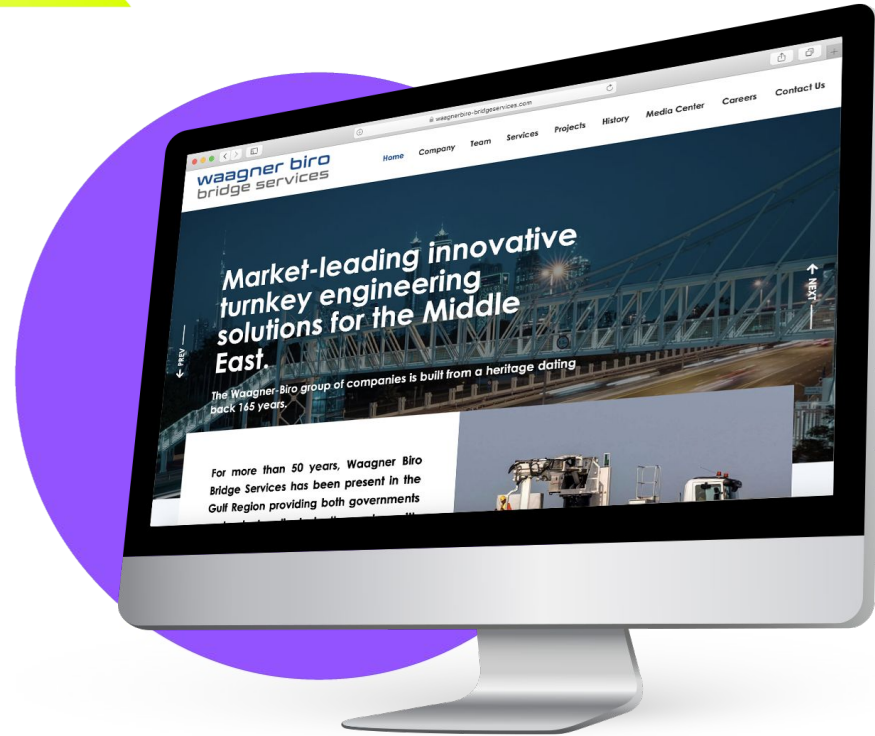 waagnerbiro-bridgeservices.com
waagner biro
bridge services
Home Company Team Services Projects History Media Center Careers Contact Us
Market-leading innovative
turnkey engineering
solutions for the Middle
East.
The Waagner-Biro group of companies is built from a heritage dating
back 165 years.
← PREV
← NEXT
For more than 50 years, Waagner Biro
Bridge Services has been present in the
Gulf Region providing both governments